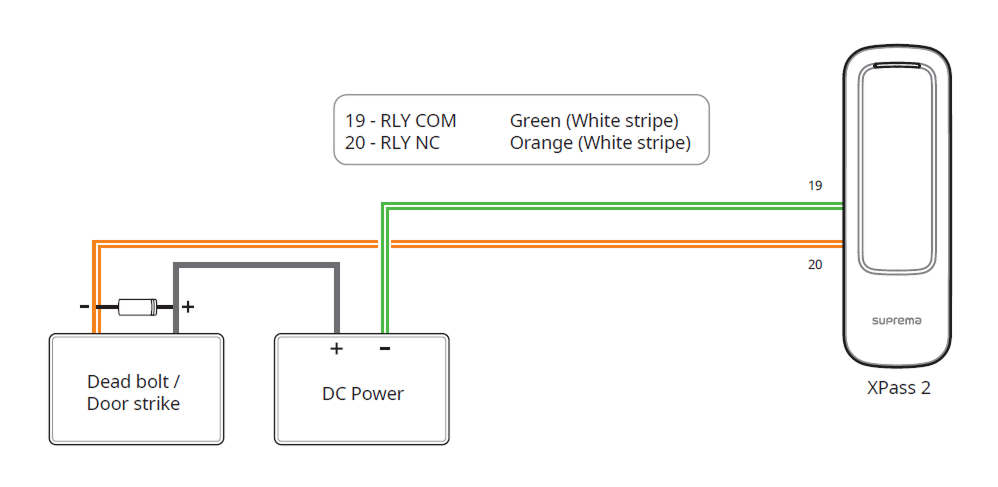 19 - RLY COM Green (White stripe)
20 - RLY NC Orange (White stripe)
19
20
- +
+ -
Dead bolt /
Door strike
DC Power
suprema
XPass 2